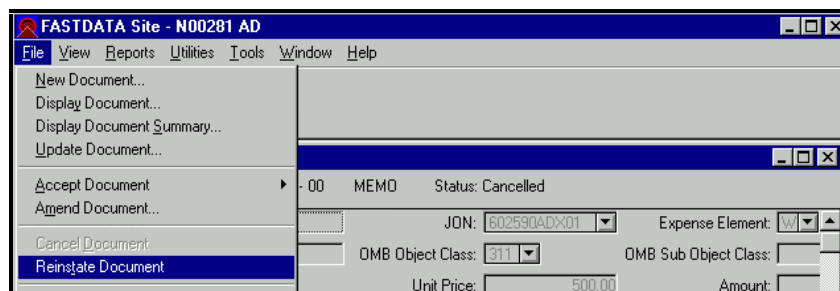 FASTDATA Site - N00281 AD
File View Reports Utilities Tools Window Help
New Document...
Display Document...
Display Document Summary...
Update Document...
Accept Document
- 00 MEMO Status: Cancelled
Amend Document...
JON: 602590ADX01 Expense Element: W
Cancel Document
OMB Object Class: 311 OMB Sub Object Class:
Reinstate Document
Unit Price: 500.00 Amount: